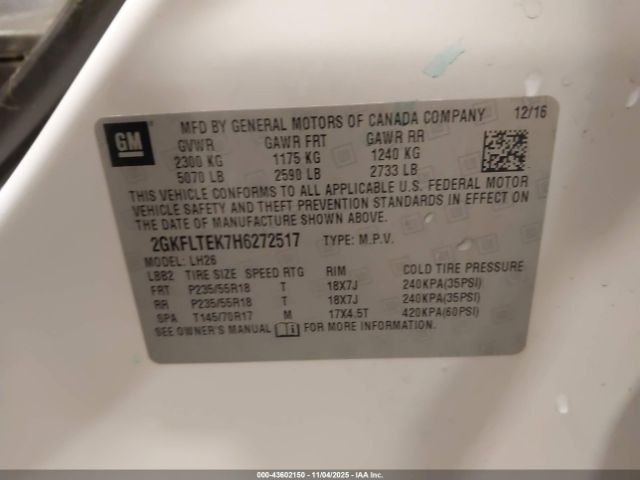 GM
MFD BY GENERAL MOTORS OF CANADA COMPANY 12/16
GVWR GAWR FRT GAWR RR
2300 KG 1175 KG 1240 KG
5070 LB 2590 LB 2733 LB
THIS VEHICLE CONFORMS TO ALL APPLICABLE U.S. FEDERAL MOTOR
VEHICLE SAFETY AND THEFT PREVENTION STANDARDS IN EFFECT ON
THE DATE OF MANUFACTURE SHOWN ABOVE.
2GKFLTEK7H6272517 TYPE: M.P.V.
MODEL: LH26
LBB2 TIRE SIZE SPEED RTG RIM COLD TIRE PRESSURE
FRT P235/55R18 T 18X7J 240KPA(35PSI)
RR P235/55R18 T 18X7J 240KPA(35PSI)
SPA T145/70R17 M 17X4.5T 420KPA(60PSI)
SEE OWNER'S MANUAL FOR MORE INFORMATION.
000-43602150 - 11/04/2025 - IAA Inc.